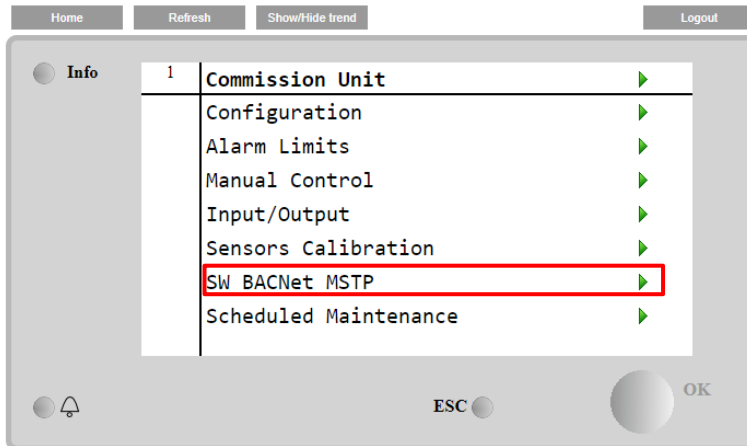 Home Refresh Show/Hide trend Logout
Info 1 Commission Unit
Configuration
Alarm Limits
Manual Control
Input/Output
Sensors Calibration
SW BACNet MSTP
Scheduled Maintenance
ESC OK